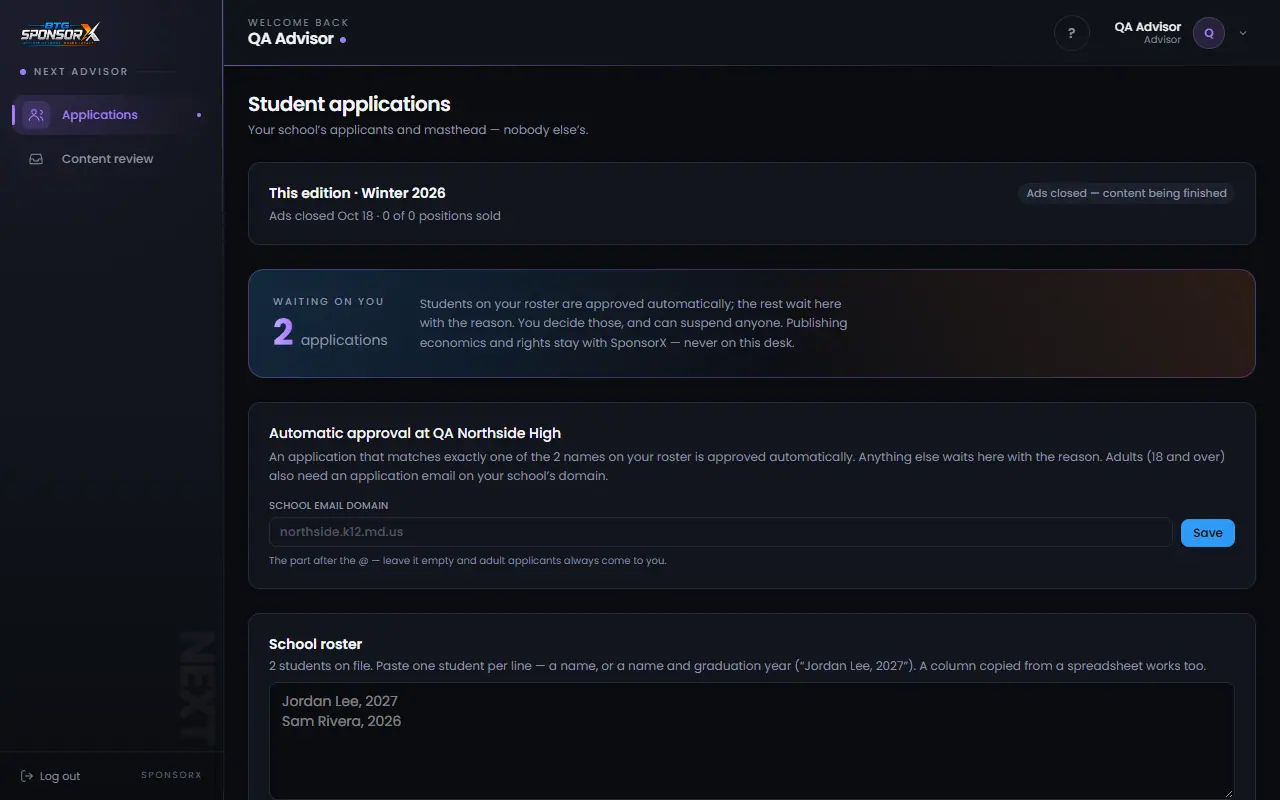 BTG
SPONSORX
NEXT ADVISOR
Applications
Content review
NEXT
Log out
SPONSORX
WELCOME BACK
QA Advisor
?
QA Advisor
Advisor
Q
Student applications
Your school's applicants and masthead — nobody else's.
This edition · Winter 2026
Ads closed Oct 18 · 0 of 0 positions sold
Ads closed — content being finished
WAITING ON YOU
2 applications
Students on your roster are approved automatically; the rest wait here
with the reason. You decide those, and can suspend anyone. Publishing
economics and rights stay with SponsorX — never on this desk.
Automatic approval at QA Northside High
An application that matches exactly one of the 2 names on your roster is approved automatically. Anything else waits here with the reason. Adults (18 and over)
also need an application email on your school's domain.
SCHOOL EMAIL DOMAIN
northside.k12.md.us
Save
The part after the @ — leave it empty and adult applicants always come to you.
School roster
2 students on file. Paste one student per line — a name, or a name and graduation year (“Jordan Lee, 2027”). A column copied from a spreadsheet works too.
Jordan Lee, 2027
Sam Rivera, 2026